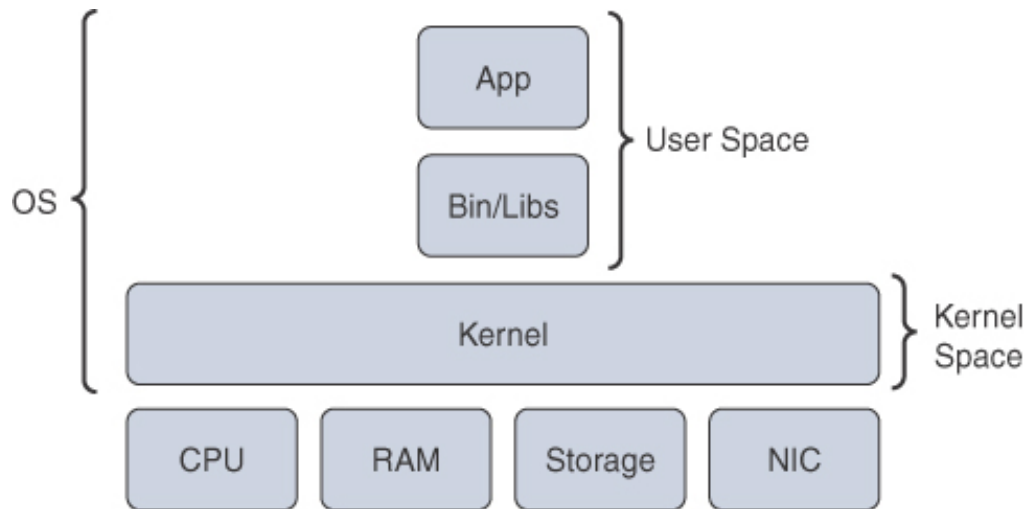 App
User Space
OS
Bin/Libs
Kernel
Kernel
Space
CPU
RAM
Storage
NIC